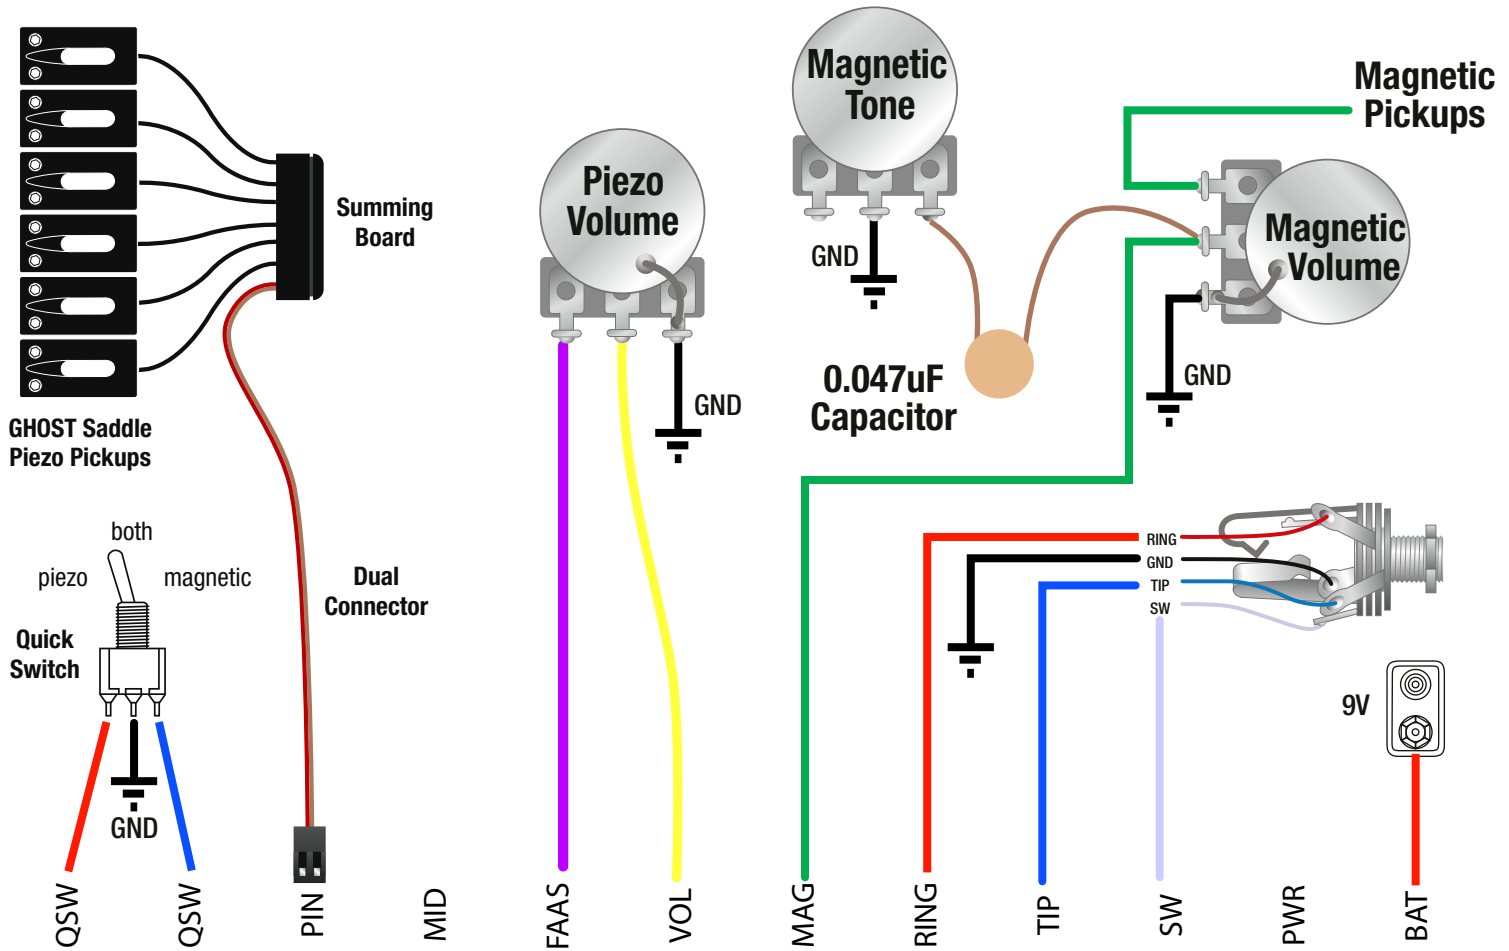 Magnetic
Tone
Magnetic
Pickups
Piezo
Volume
Summing
Board
Magnetic
Volume
GND
GND
0.047uF
Capacitor
GND
GHOST Saddle
Piezo Pickups
both
piezo
magnetic
Quick
Switch
GND
Dual
Connector
RING
GND
TIP
SW
9V
QSW
QSW
PIN
MID
FAAS
VOL
MAG
RING
TIP
SW
PWR
BAT